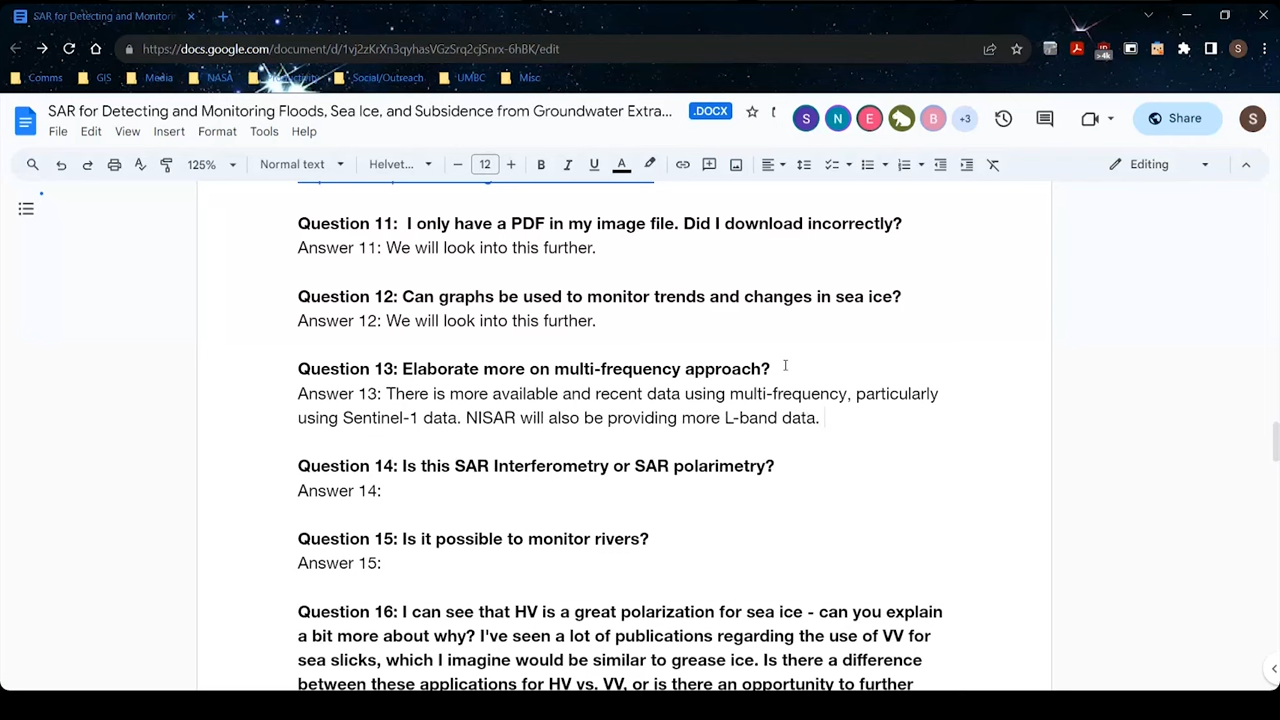 SAR for Detecting and Monitorin
https://docs.google.com/document/d/1vj2zKrXn3qyhasVGzSrq2cjSnrx-6hBK/edit
>4k
S
Comms
GIS
Media
NASA
Social/Outreach
UMBC
Misc
SAR for Detecting and Monitoring Floods, Sea Ice, and Subsidence from Groundwater Extra...
.DOCX
S
N
E
B
+3
Share
S
File Edit View Insert Format Tools Help
125%
Normal text
Helvet...
12
B
I
U
A
Editing
Question 11: I only have a PDF in my image file. Did I download incorrectly?
Answer 11: We will look into this further.
Question 12: Can graphs be used to monitor trends and changes in sea ice?
Answer 12: We will look into this further.
Question 13: Elaborate more on multi-frequency approach?
Answer 13: There is more available and recent data using multi-frequency, particularly
using Sentinel-1 data. NISAR will also be providing more L-band data.
Question 14: Is this SAR Interferometry or SAR polarimetry?
Answer 14:
Question 15: Is it possible to monitor rivers?
Answer 15:
Question 16: I can see that HV is a great polarization for sea ice - can you explain
a bit more about why? I've seen a lot of publications regarding the use of VV for
sea slicks, which I imagine would be similar to grease ice. Is there a difference
between these applications for HV vs. VV, or is there an opportunity to further